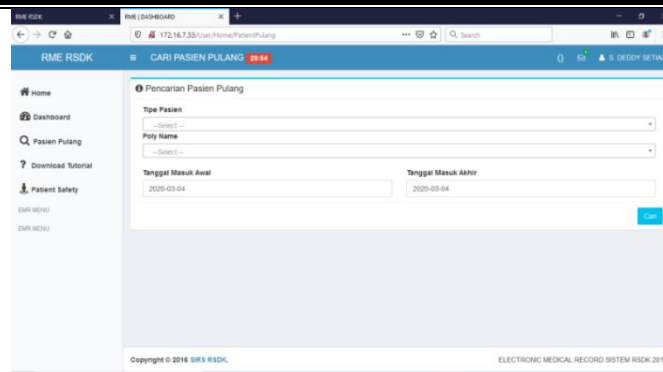 RME RSDK
RME | DASHBOARD
172.16.7.33/User/Home/PatientPulang
Search
RME RSDK
CARI PASIEN PULANG 29:54
0
S. DEDDY SETIA
Home
Dashboard
Pasien Pulang
Download Tutorial
Patient Safety
EMR MENU
EMR MENU
Pencarian Pasien Pulang
Tipe Pasien
--Select --
Poly Name
--Select --
Tanggal Masuk Awal
Tanggal Masuk Akhir
2020-03-04
2020-03-04
Cari
Copyright © 2016 SIRS RSDK.
ELECTRONIC MEDICAL RECORD SISTEM RSDK 201